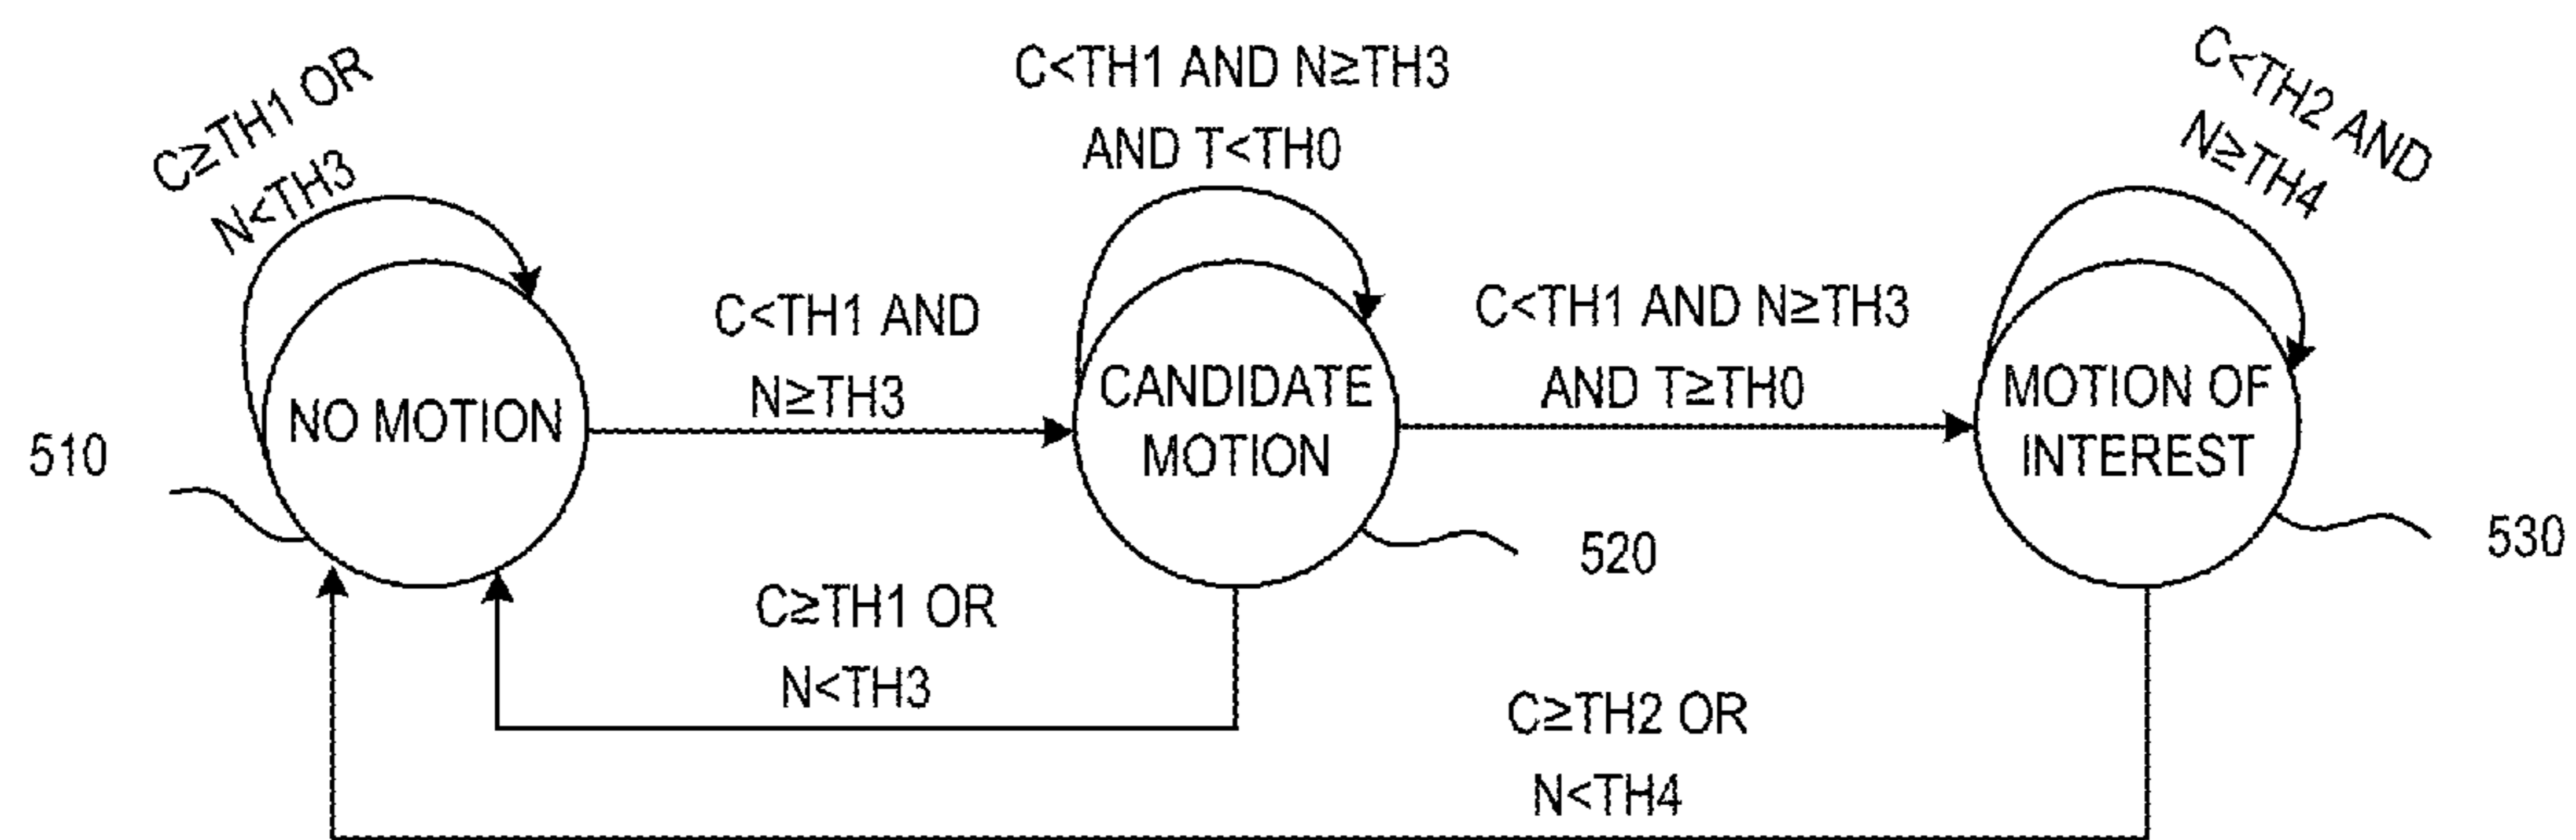 C≥TH1 OR
N<TH3
C<TH1 AND N≥TH3
AND T<TH0
C<TH2 AND
N≥TH4
C<TH1 AND
N≥TH3
C<TH1 AND N≥TH3
AND T≥TH0
NO MOTION
CANDIDATE
MOTION
MOTION OF
INTEREST
510
520
530
C≥TH1 OR
N<TH3
C≥TH2 OR
N<TH4